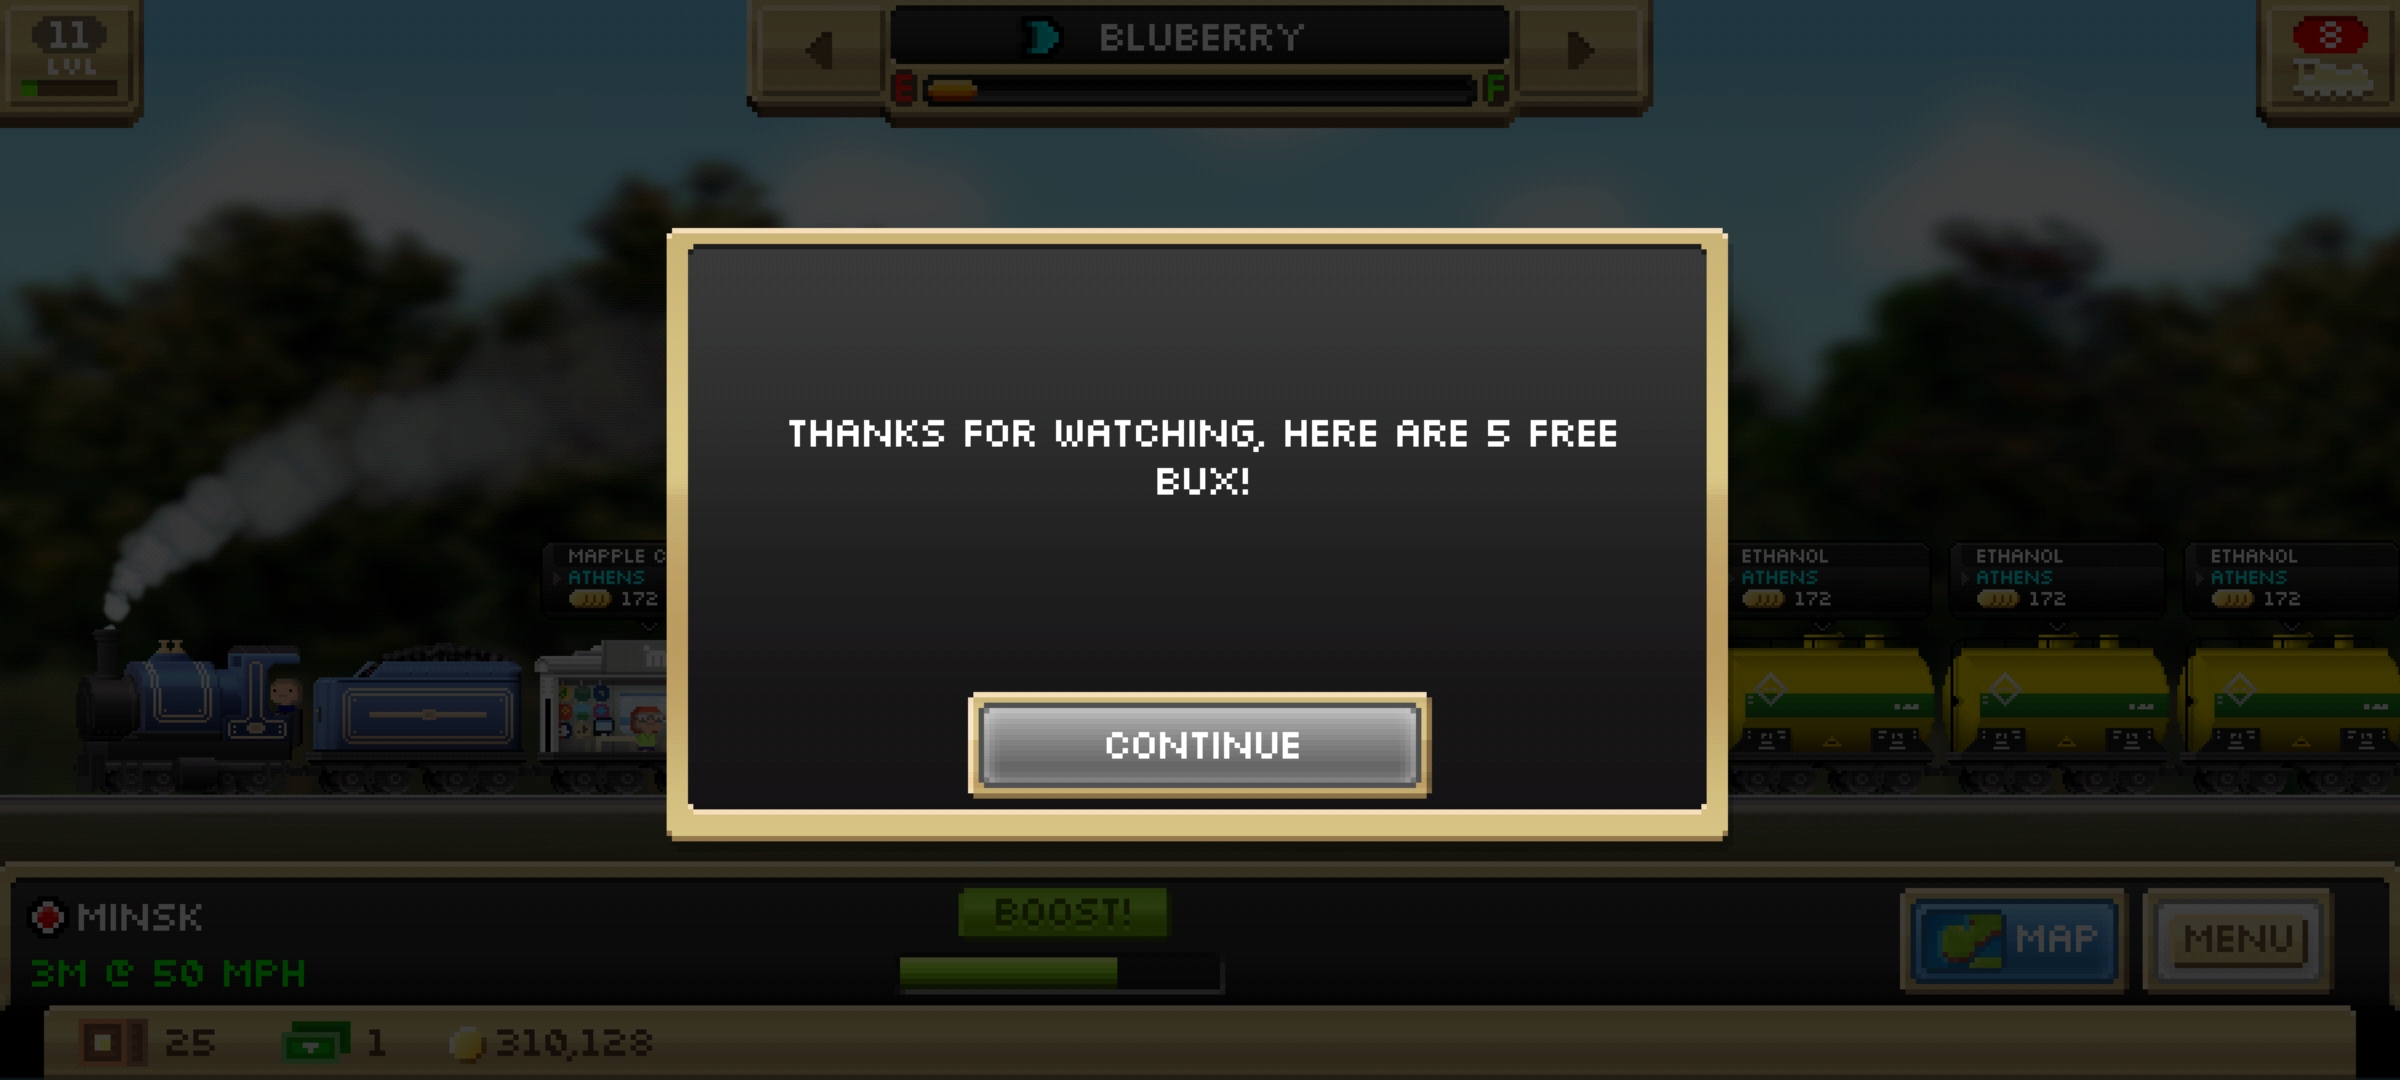 11
LVL
BLUBERRY
E
F
8
THANKS FOR WATCHING, HERE ARE 5 FREE
BUX!
CONTINUE
MAPPLE
ATHENS
172
ETHANOL
ATHENS
172
ETHANOL
ATHENS
172
ETHANOL
ATHENS
172
MINSK
3M @ 50 MPH
BOOST!
MAP
MENU
25
1
310,128